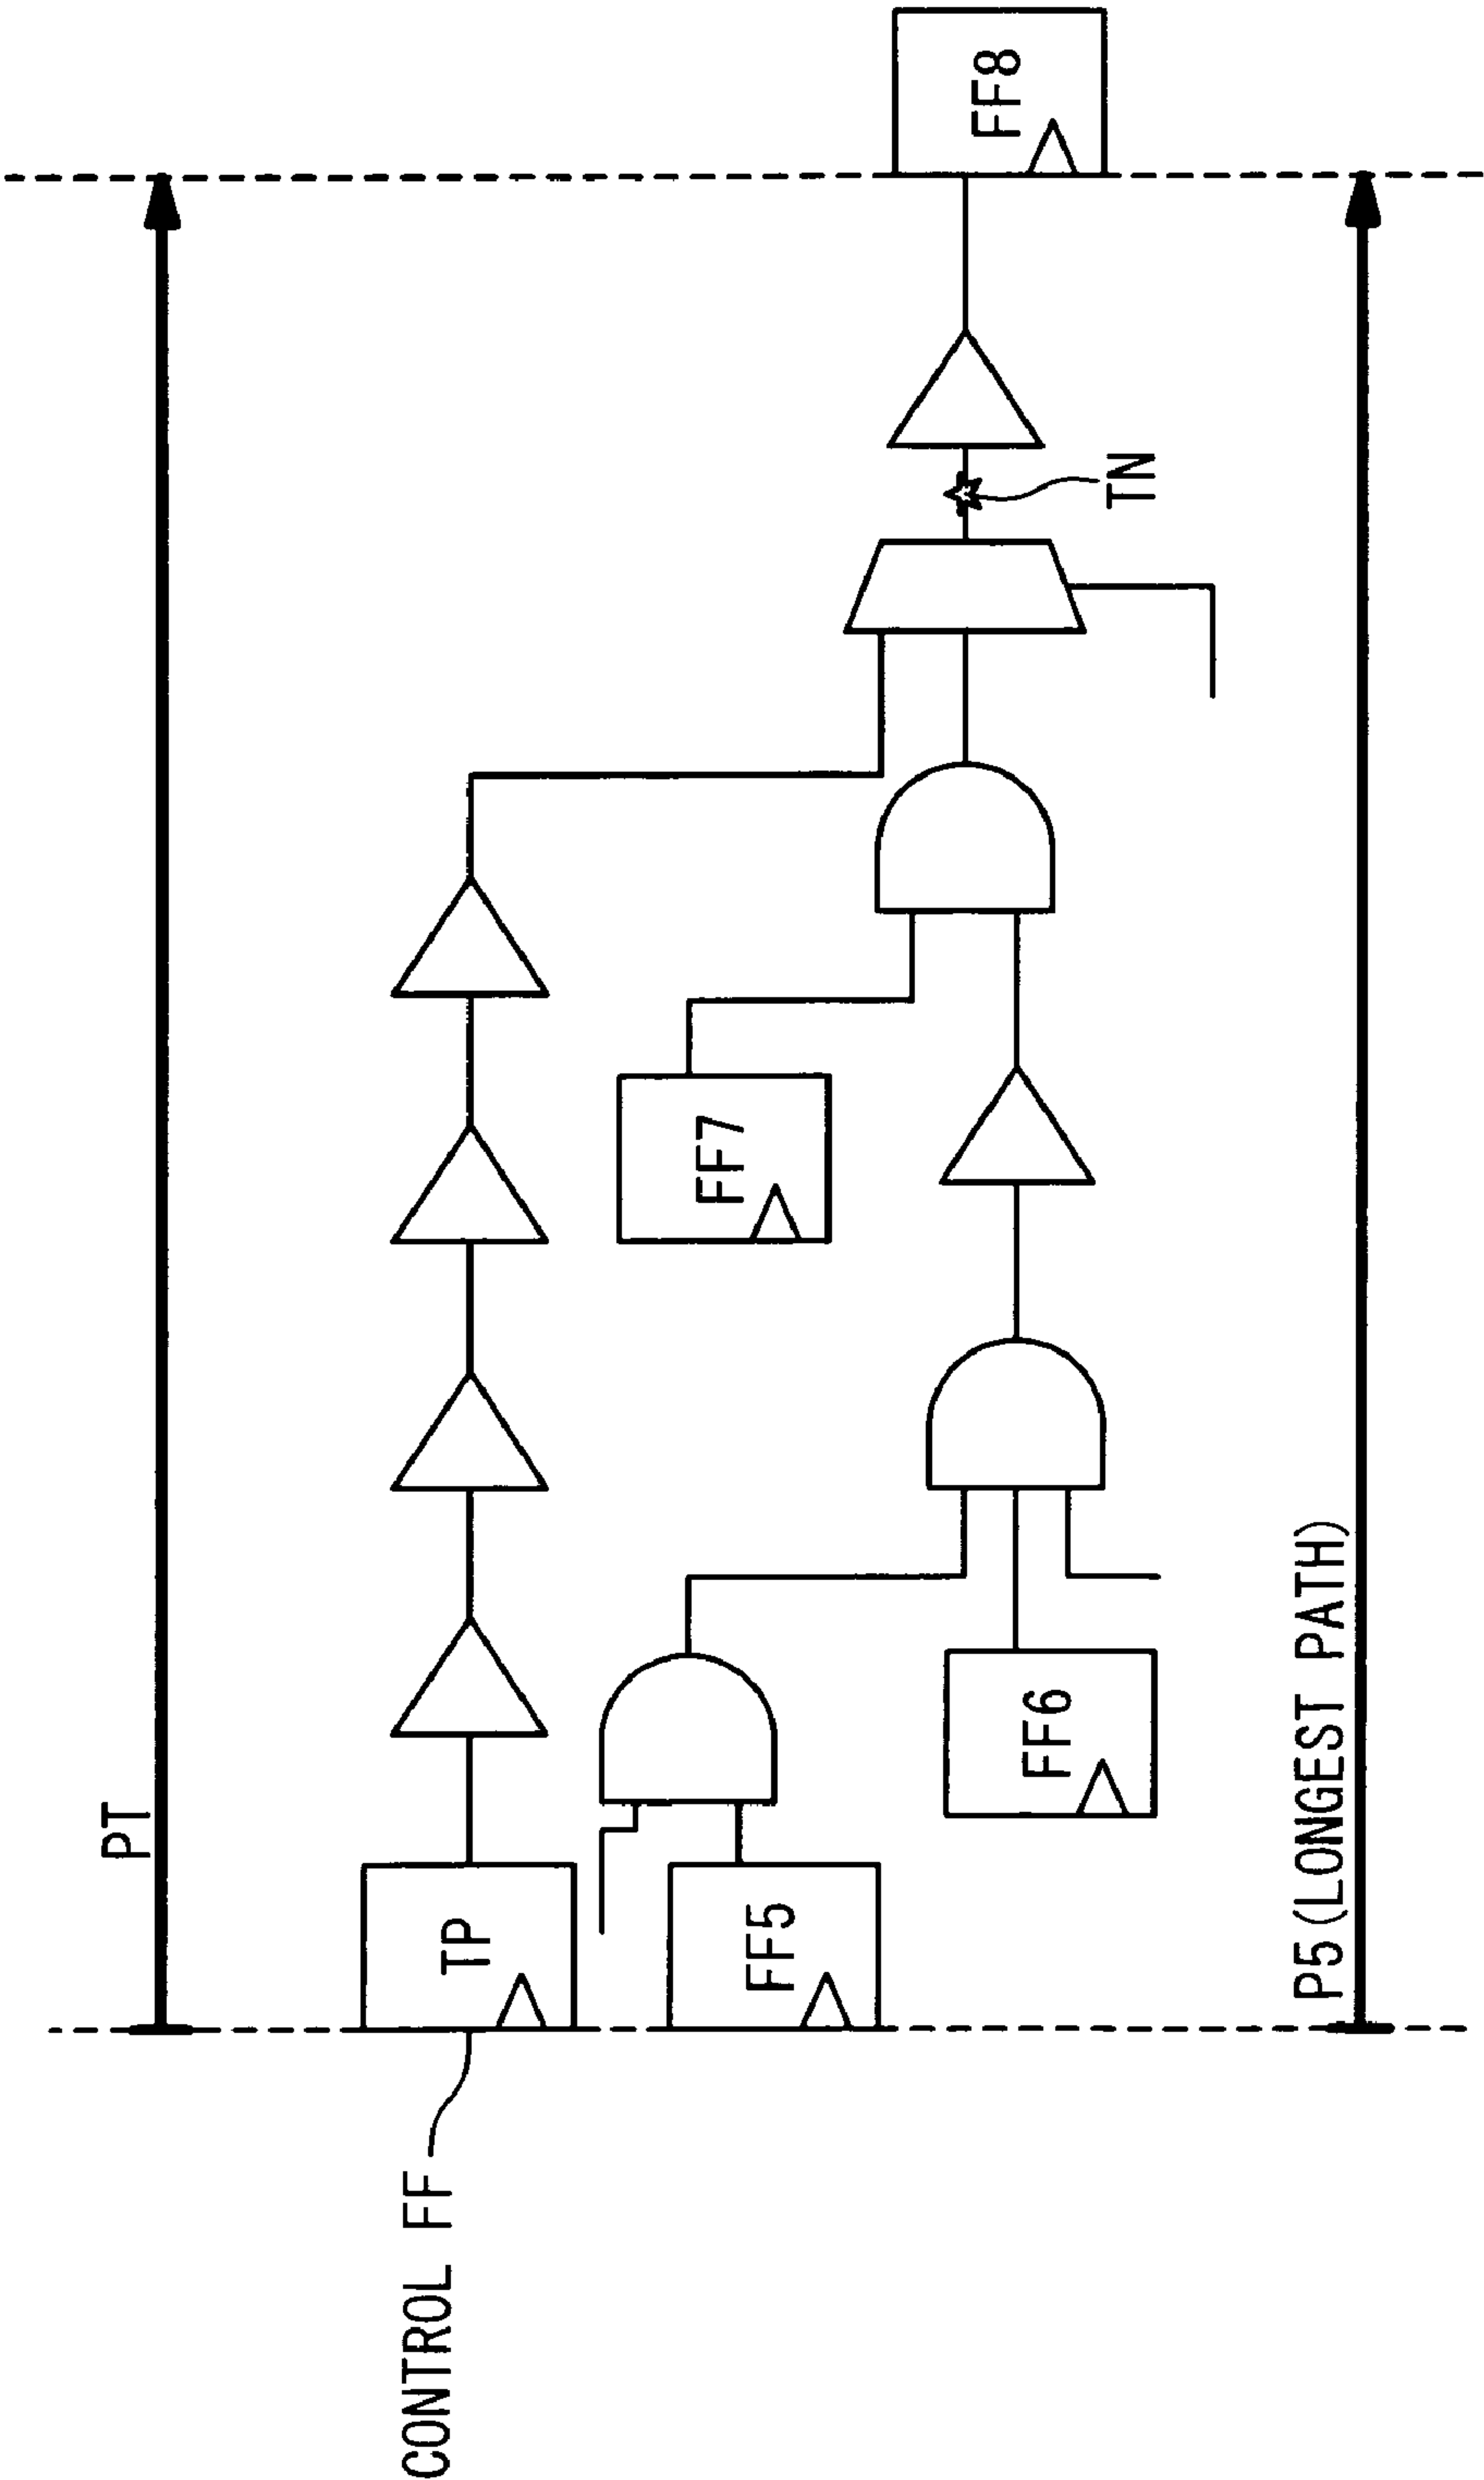 PT
CONTROL FF
TP
FF5
FF7
FF6
TN
FF8
P5(LONGEST PATH)